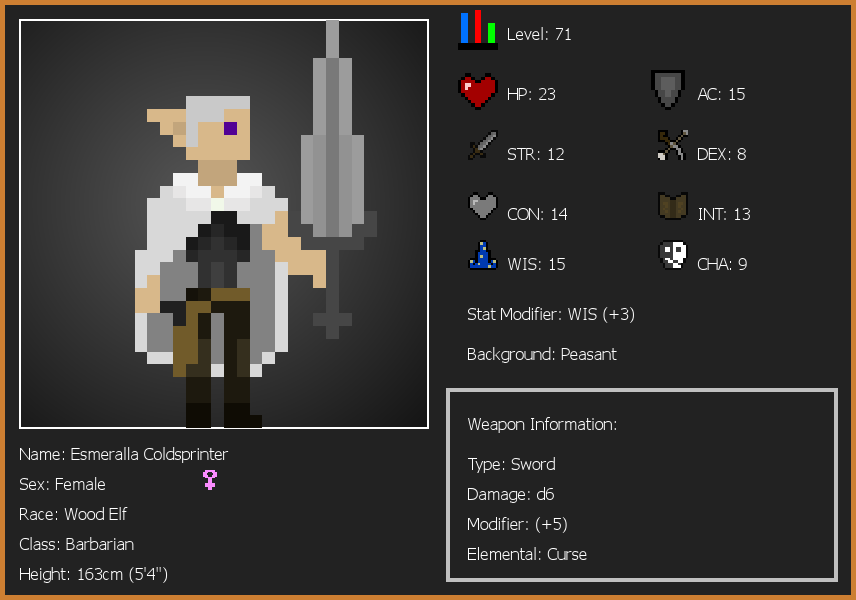 Level: 71
HP: 23
AC: 15
STR: 12
DEX: 8
CON: 14
INT: 13
WIS: 15
CHA: 9
Stat Modifier: WIS (+3)
Background: Peasant
Weapon Information:
Type: Sword
Damage: d6
Modifier: (+5)
Elemental: Curse
Name: Esmeralla Coldsprinter
Sex: Female
Race: Wood Elf
Class: Barbarian
Height: 163cm (5'4")